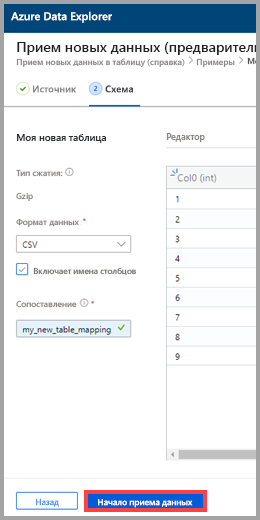 Azure Data Explorer
Прием новых данных (предварител
Прием новых данных в таблицу (справка) > Примеры >
Источник
2 Схема
Моя новая таблица
Редактор
Тип сжатия:
Gzip
Col0 (int)
1
2
3
4
5
6
7
8
9
Формат данных *
CSV
Включает имена столбцов
Сопоставление *
my_new_table_mapping
Назад
Начало приема данных